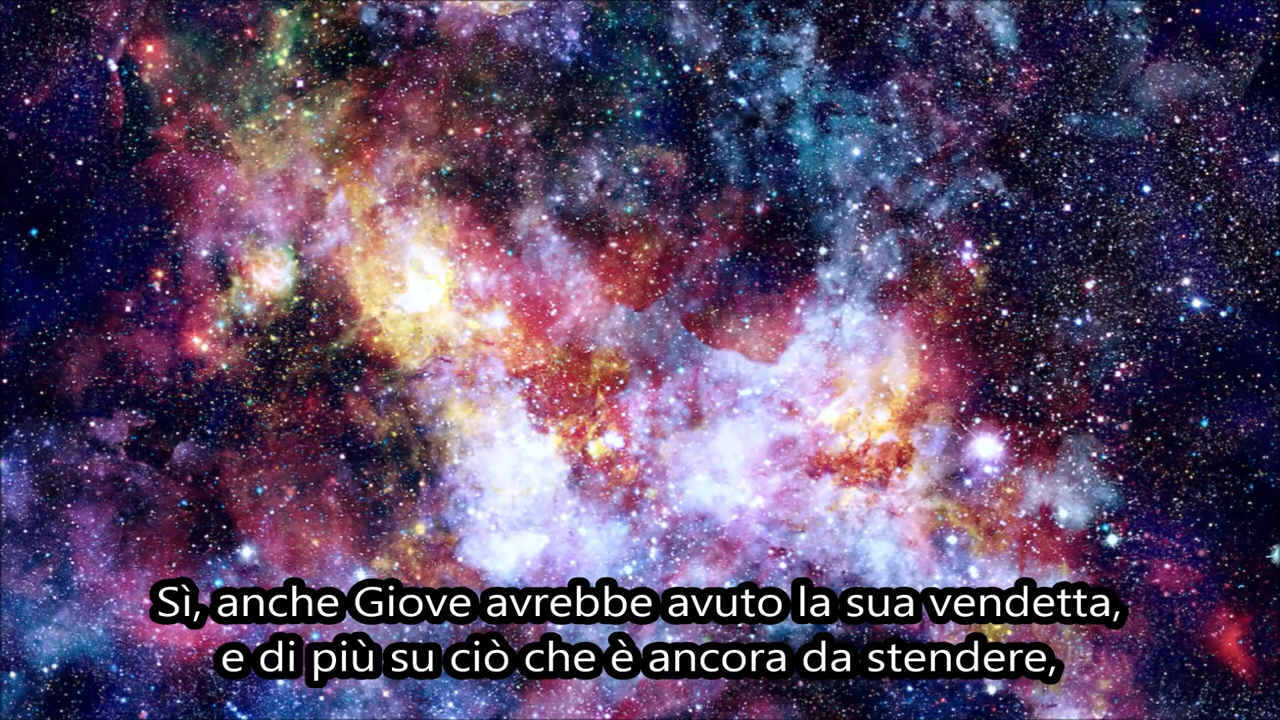 Sì, anche Giove avrebbe avuto la sua vendetta,
e di più su ciò che è ancora da stendere,